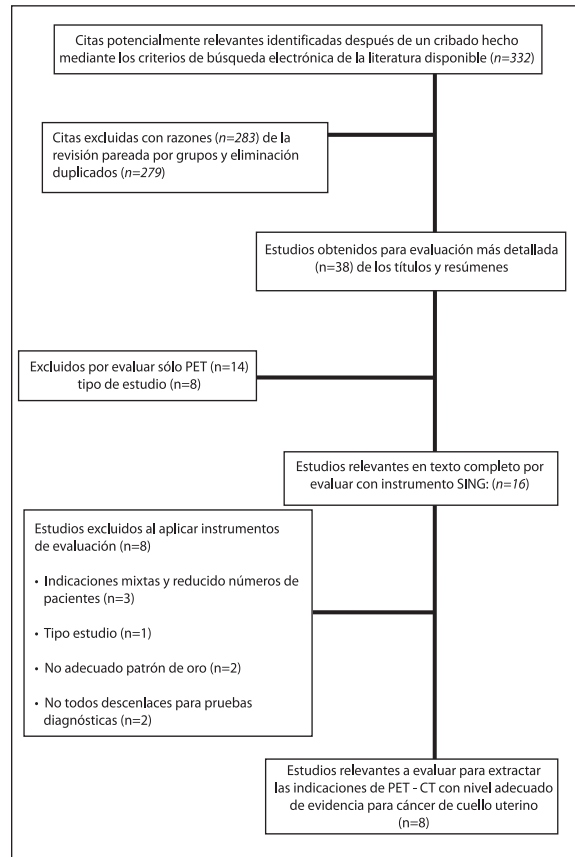 Citas potencialmente relevantes identificadas después de un cribado hecho
mediante los criterios de búsqueda electrónica de la literatura disponible (n=332)
Citas excluidas con razones (n=283) de la
revisión pareada por grupos y eliminación
duplicados (n=279)
Estudios obtenidos para evaluación más detallada
(n=38) de los títulos y resúmenes
Excluidos por evaluar sólo PET (n=14)
tipo de estudio (n=8)
Estudios relevantes en texto completo por
evaluar con instrumento SING: (n=16)
Estudios excluidos al aplicar instrumentos
de evaluación (n=8)
• Indicaciones mixtas y reducido números de
pacientes (n=3)
• Tipo estudio (n=1)
• No adecuado patrón de oro (n=2)
• No todos descenlaces para pruebas
diagnósticas (n=2)
Estudios relevantes a evaluar para extractar
las indicaciones de PET - CT con nivel adecuado
de evidencia para cáncer de cuello uterino
(n=8)